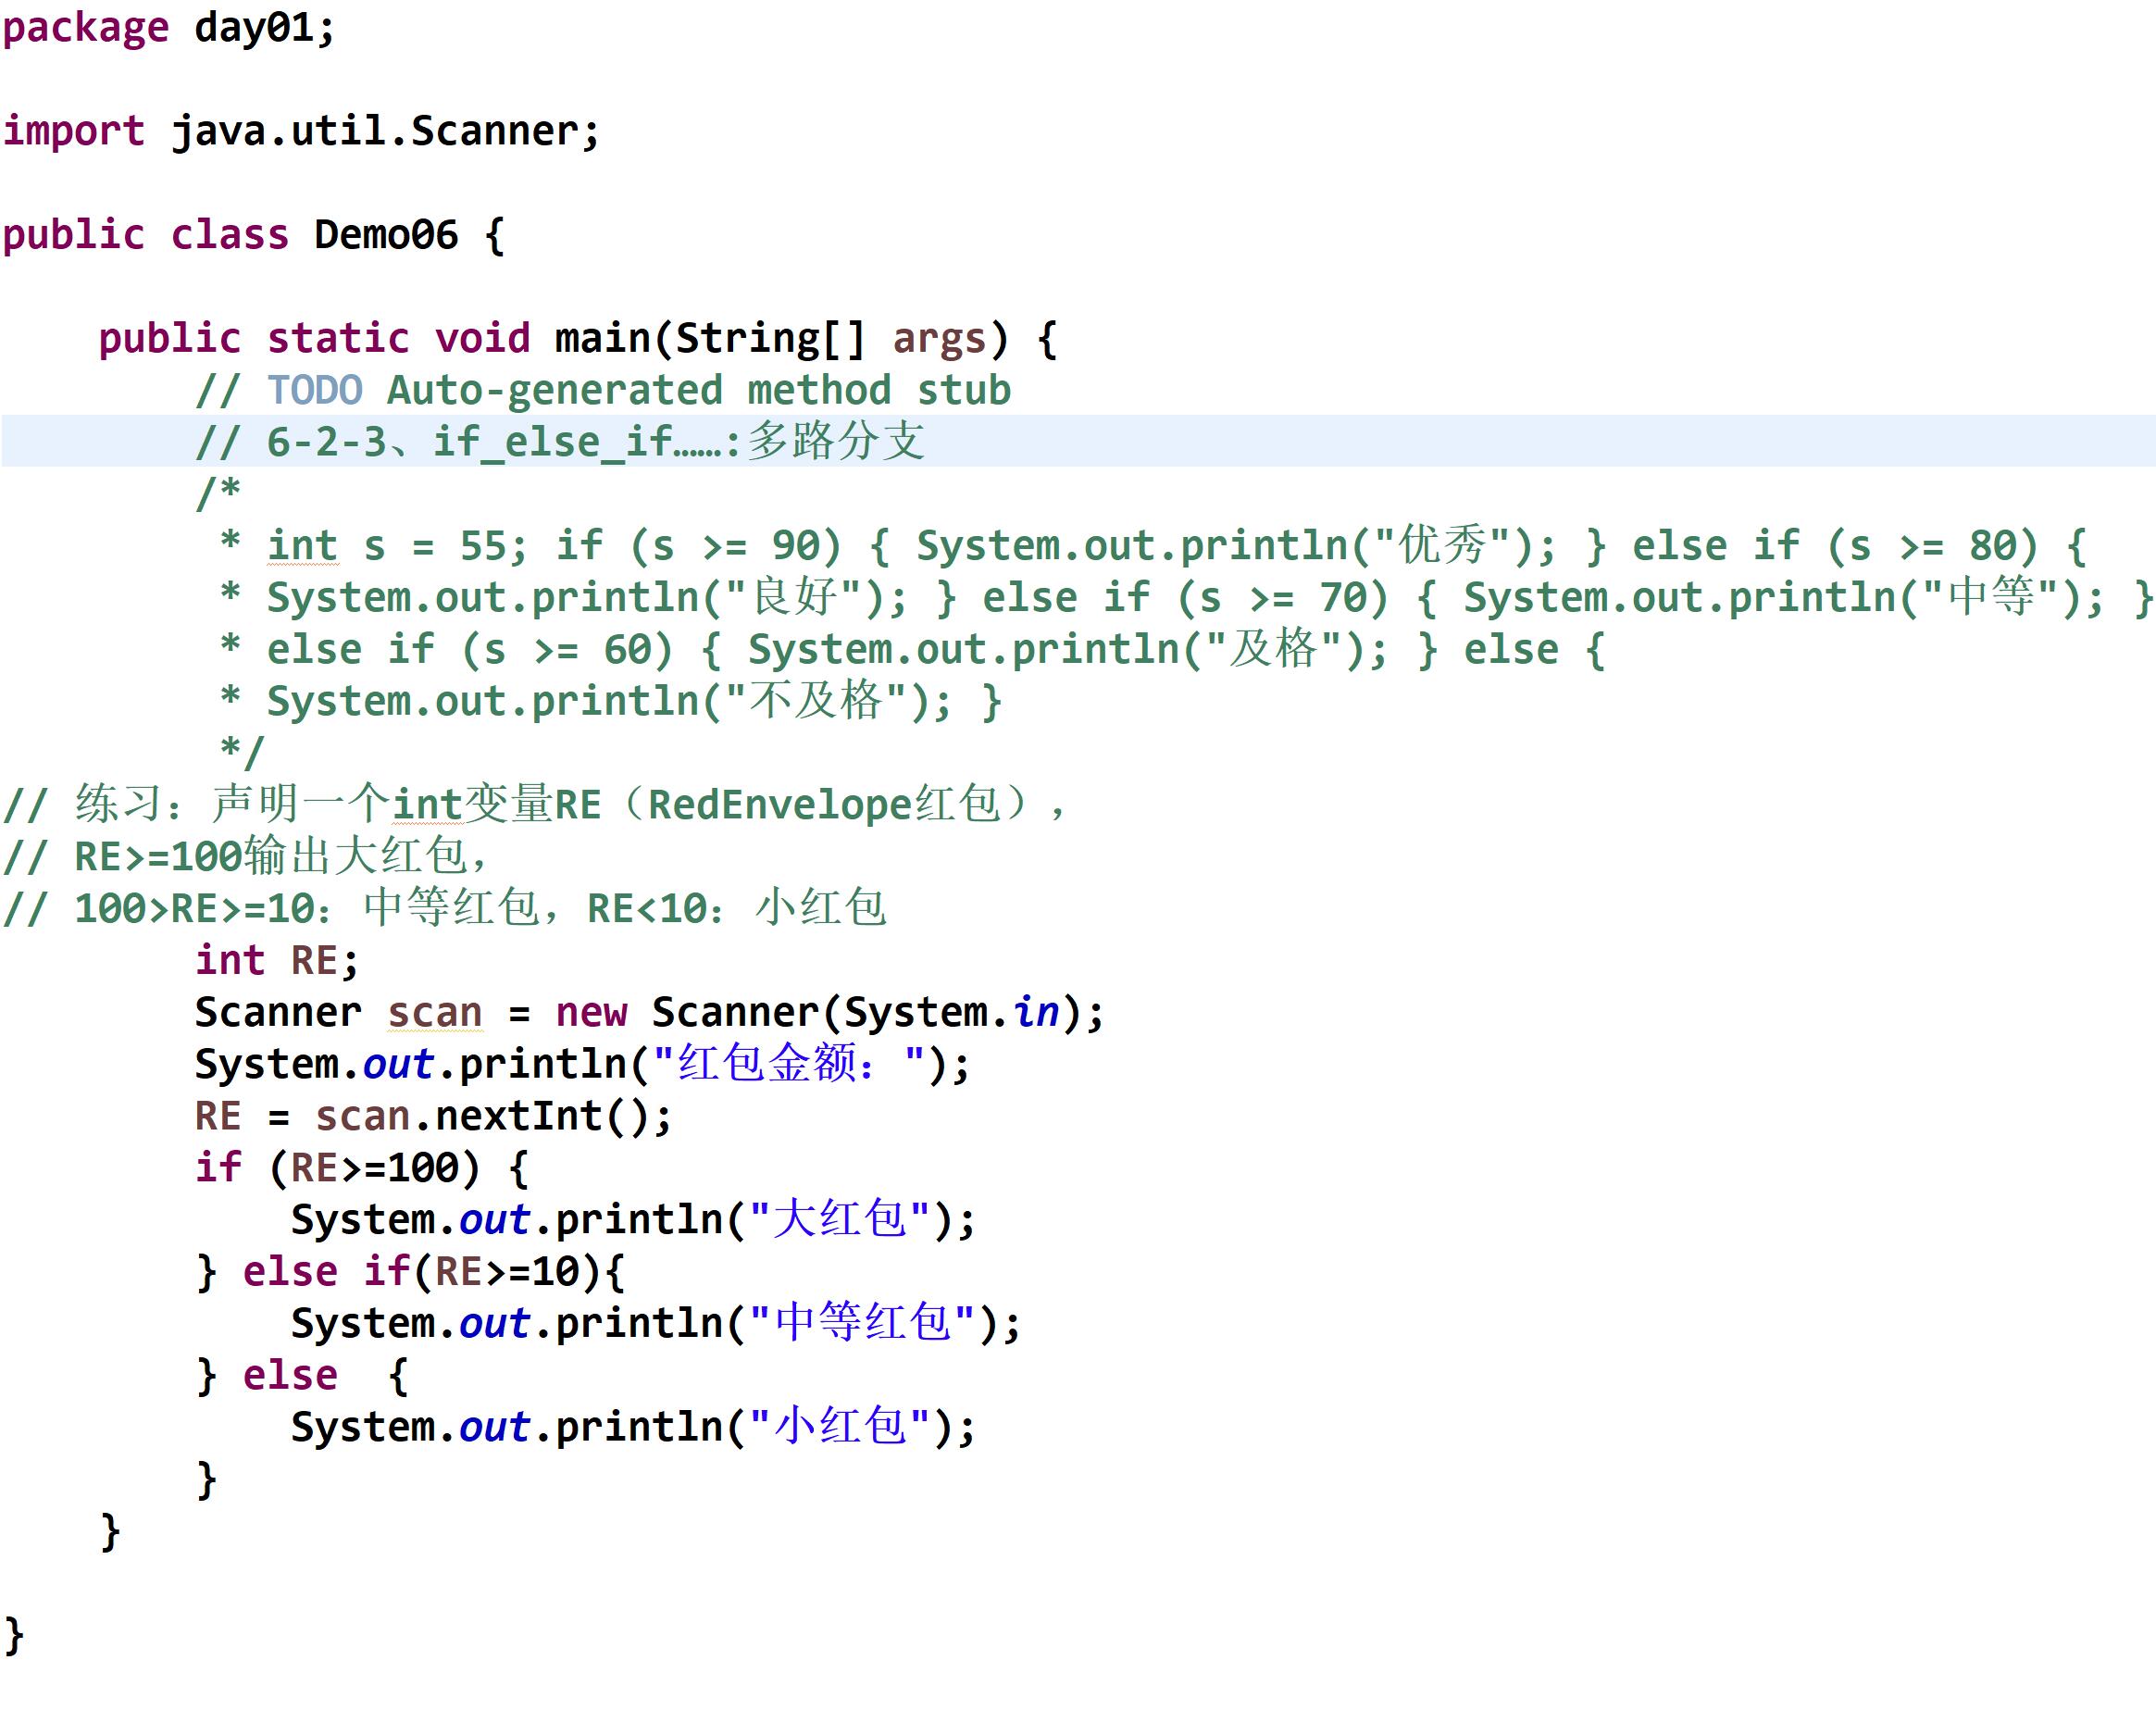 package day01;
import java.util.Scanner;
public class Demo06 {
public static void main(String[] args) {
// TODO Auto-generated method stub
// 6-2-3、if_else_if……:多路分支
/*
* int s = 55; if (s >= 90) { System.out.println("优秀"); } else if (s >= 80) {
* System.out.println("良好"); } else if (s >= 70) { System.out.println("中等"); }
* else if (s >= 60) { System.out.println("及格"); } else {
* System.out.println("不及格"); }
*/
// 练习：声明一个int变量RE（RedEnvelope红包），
// RE>=100输出大红包，
// 100>RE>=10：中等红包，RE<10：小红包
int RE;
Scanner scan = new Scanner(System.in);
System.out.println("红包金额：");
RE = scan.nextInt();
if (RE>=100) {
System.out.println("大红包");
} else if(RE>=10){
System.out.println("中等红包");
} else  {
System.out.println("小红包");
}
}
}